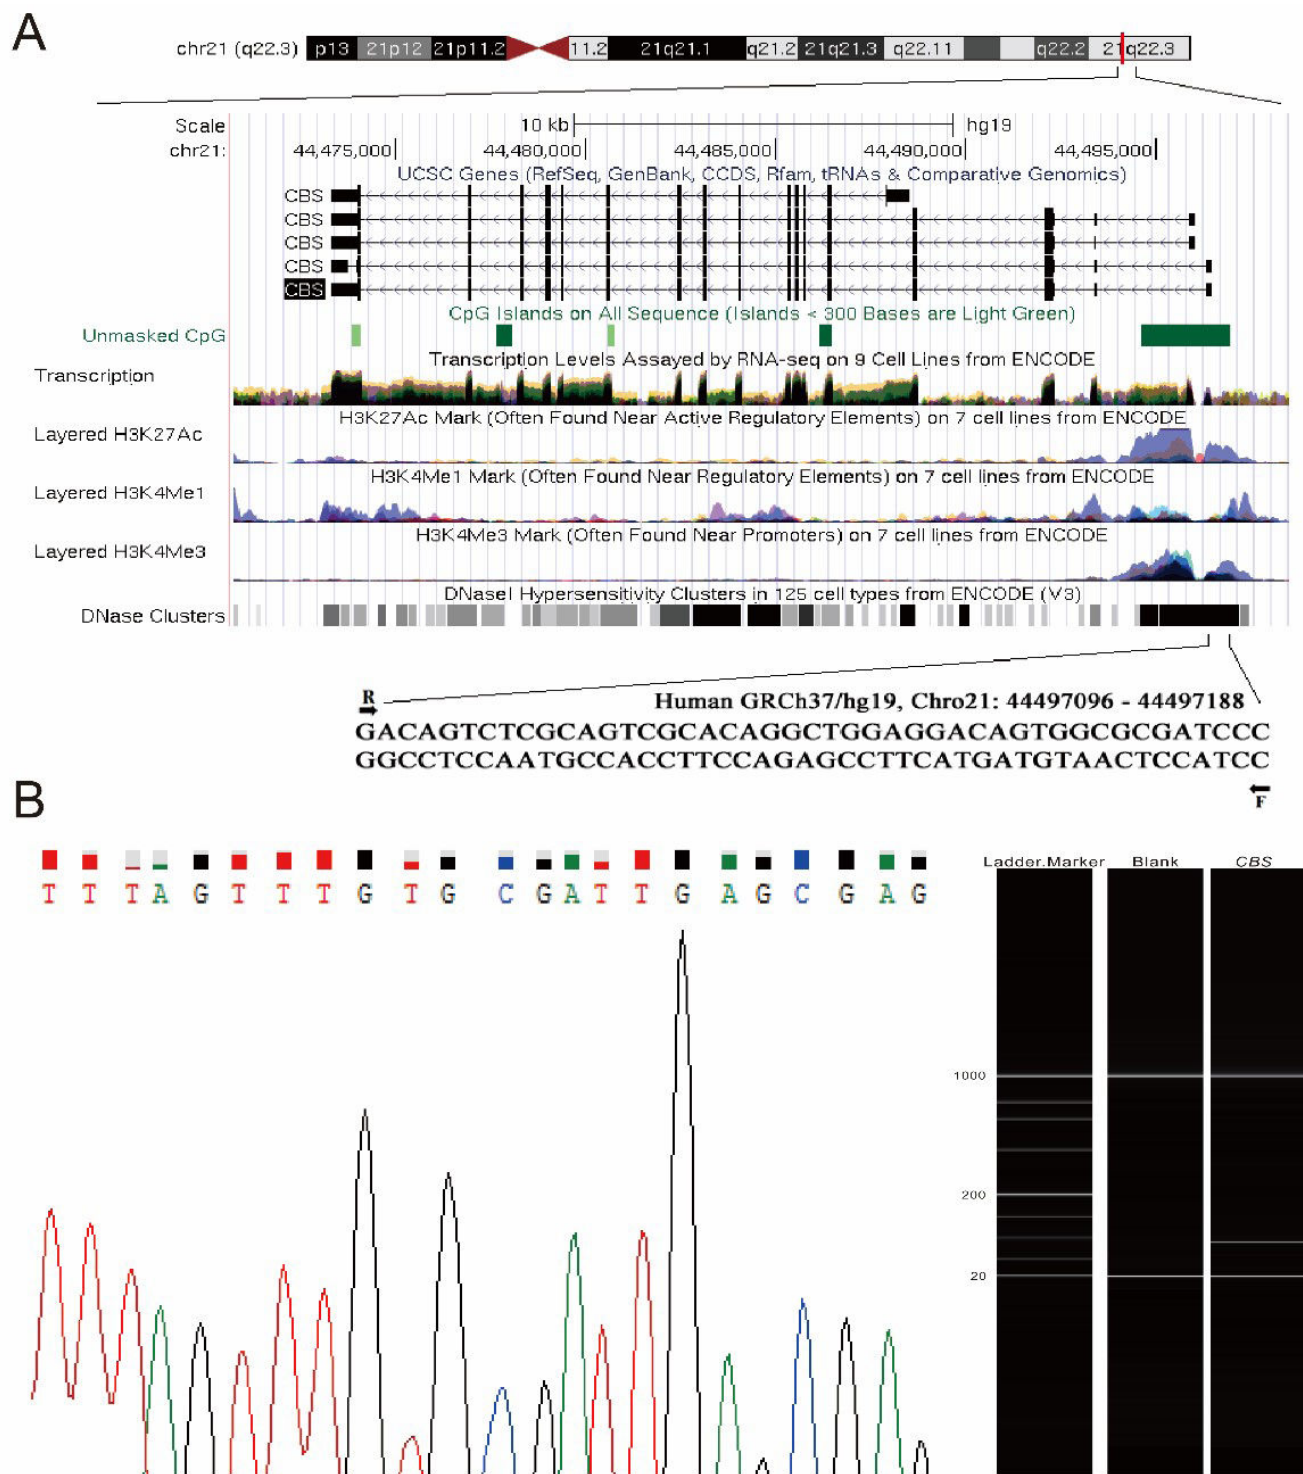 A
chr21 (q22.3) p13 21p12 21p11.2 11.2 21q21.1 q21.2 21q21.3 q22.11 q22.2 21q22.3
Scale 10 kb hg19
chr21: 44,475,000 44,480,000 44,485,000 44,490,000 44,495,000
UCSC Genes (RefSeq, GenBank, CCDS, Rfam, tRNAs & Comparative Genomics)
CBS
CBS
CBS
CBS
CBS
CpG Islands on All Sequence (Islands < 300 Bases are Light Green)
Unmasked CpG
Transcription Levels Assayed by RNA-seq on 9 Cell Lines from ENCODE
Transcription
H3K27Ac Mark (Often Found Near Active Regulatory Elements) on 7 cell lines from ENCODE
Layered H3K27Ac
H3K4Me1 Mark (Often Found Near Regulatory Elements) on 7 cell lines from ENCODE
Layered H3K4Me1
H3K4Me3 Mark (Often Found Near Promoters) on 7 cell lines from ENCODE
Layered H3K4Me3
DNaseI Hypersensitivity Clusters in 125 cell types from ENCODE (V3)
DNase Clusters
R Human GRCh37/hg19, Chro21: 44497096 - 44497188
GACAGTCTCGCAGTCGCACAGGCTGGAGGACAGTGGCGCGATCCC
GGCCTCCAATGCCACCTTCCAGAGCCTTCATGATGTAACTCCATCC
F
B
T T T A G T T T G T G C G A T T G A G C G A G
Ladder.Marker Blank CBS
1000
200
20